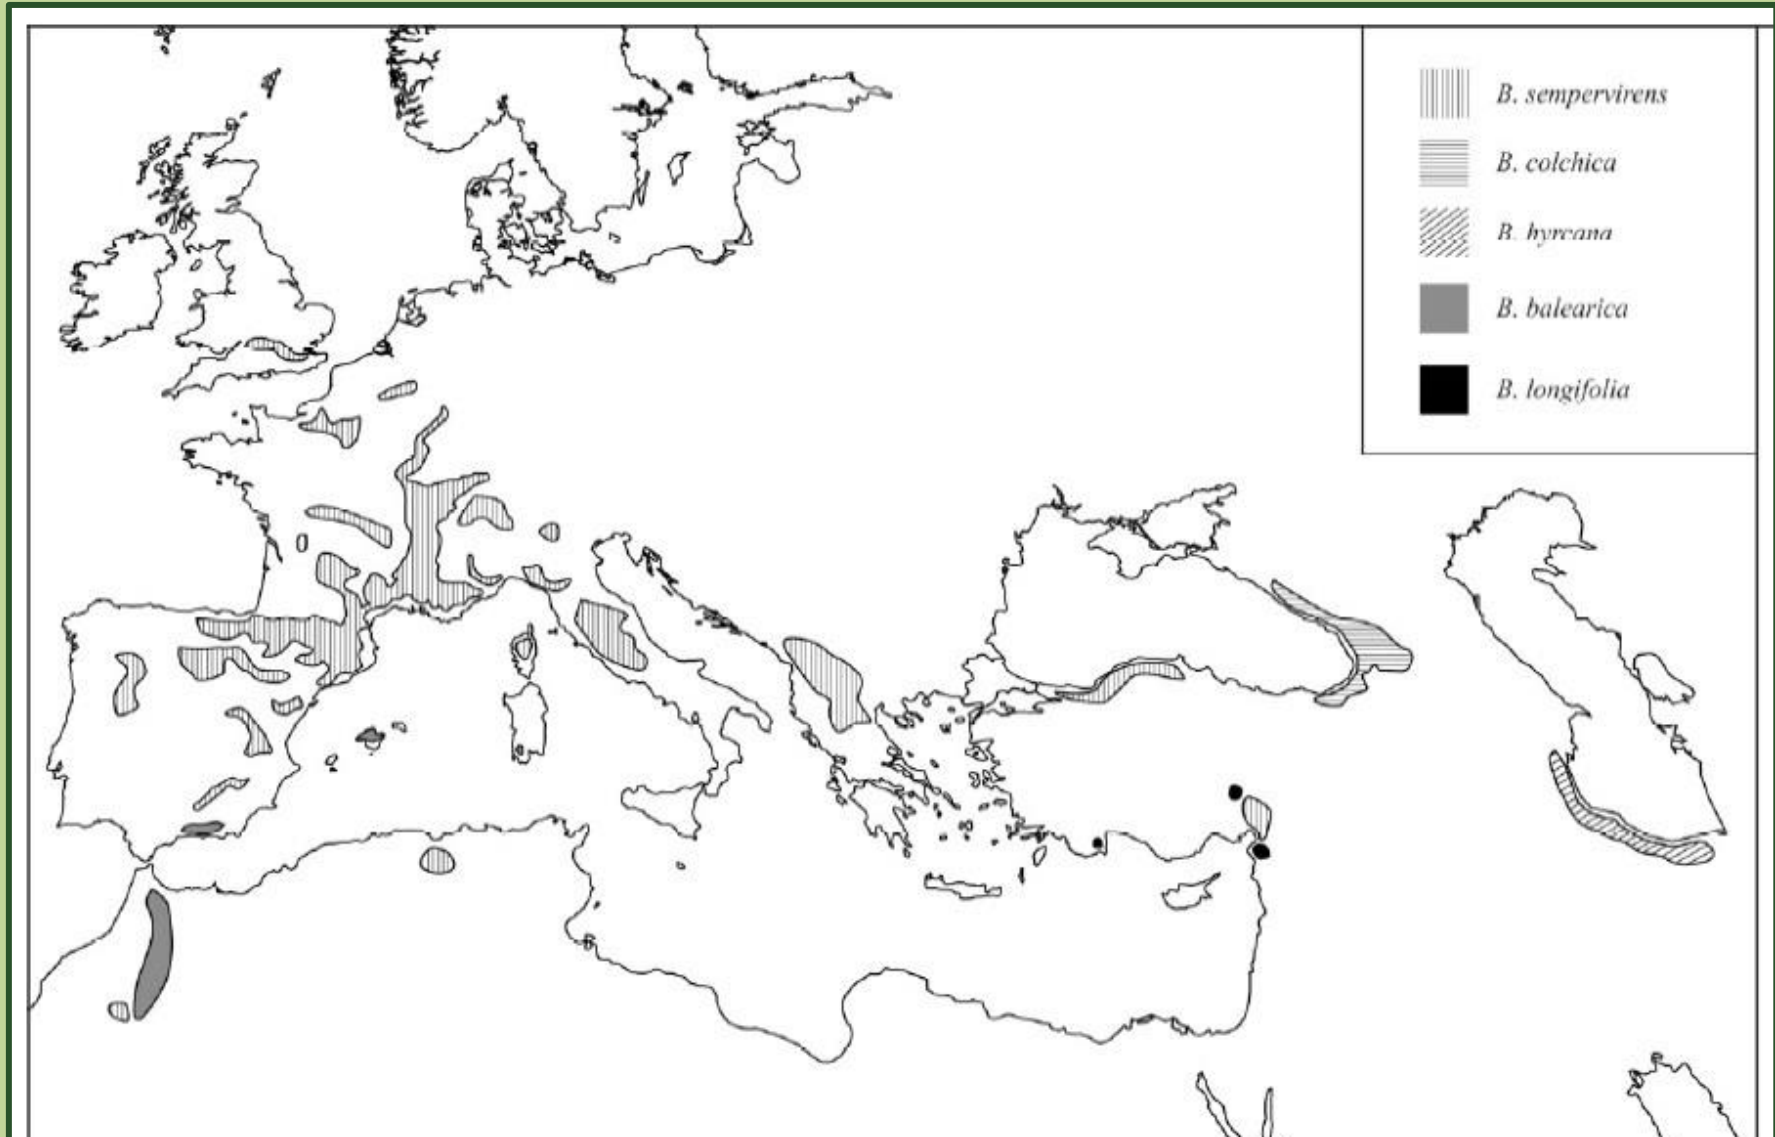 B. sempervirens
B. colchica
B. hyrcana
B. balearica
B. longifolia